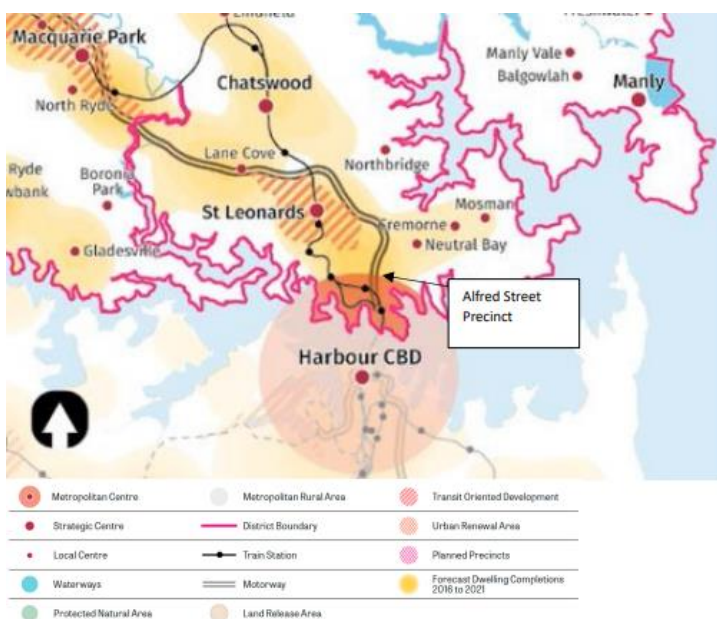 Macquarie Park
North Ryde
Chatswood
Manly Vale
Balgowlah
Manly
Lane Cove
Northbridge
Ryde
wbank
Boronia
Park
St Leonards
Mosman
Cremorne
Neutral Bay
Gladesville
Alfred Street
Precinct
Harbour CBD
Metropolitan Centre
Metropolitan Rural Area
Transit Oriented Development
Strategic Centre
District Boundary
Urban Renewal Area
Local Centre
Train Station
Planned Precincts
Waterways
Motorway
Forecast Dwelling Completions
2016 to 2021
Protected Natural Area
Land Release Area